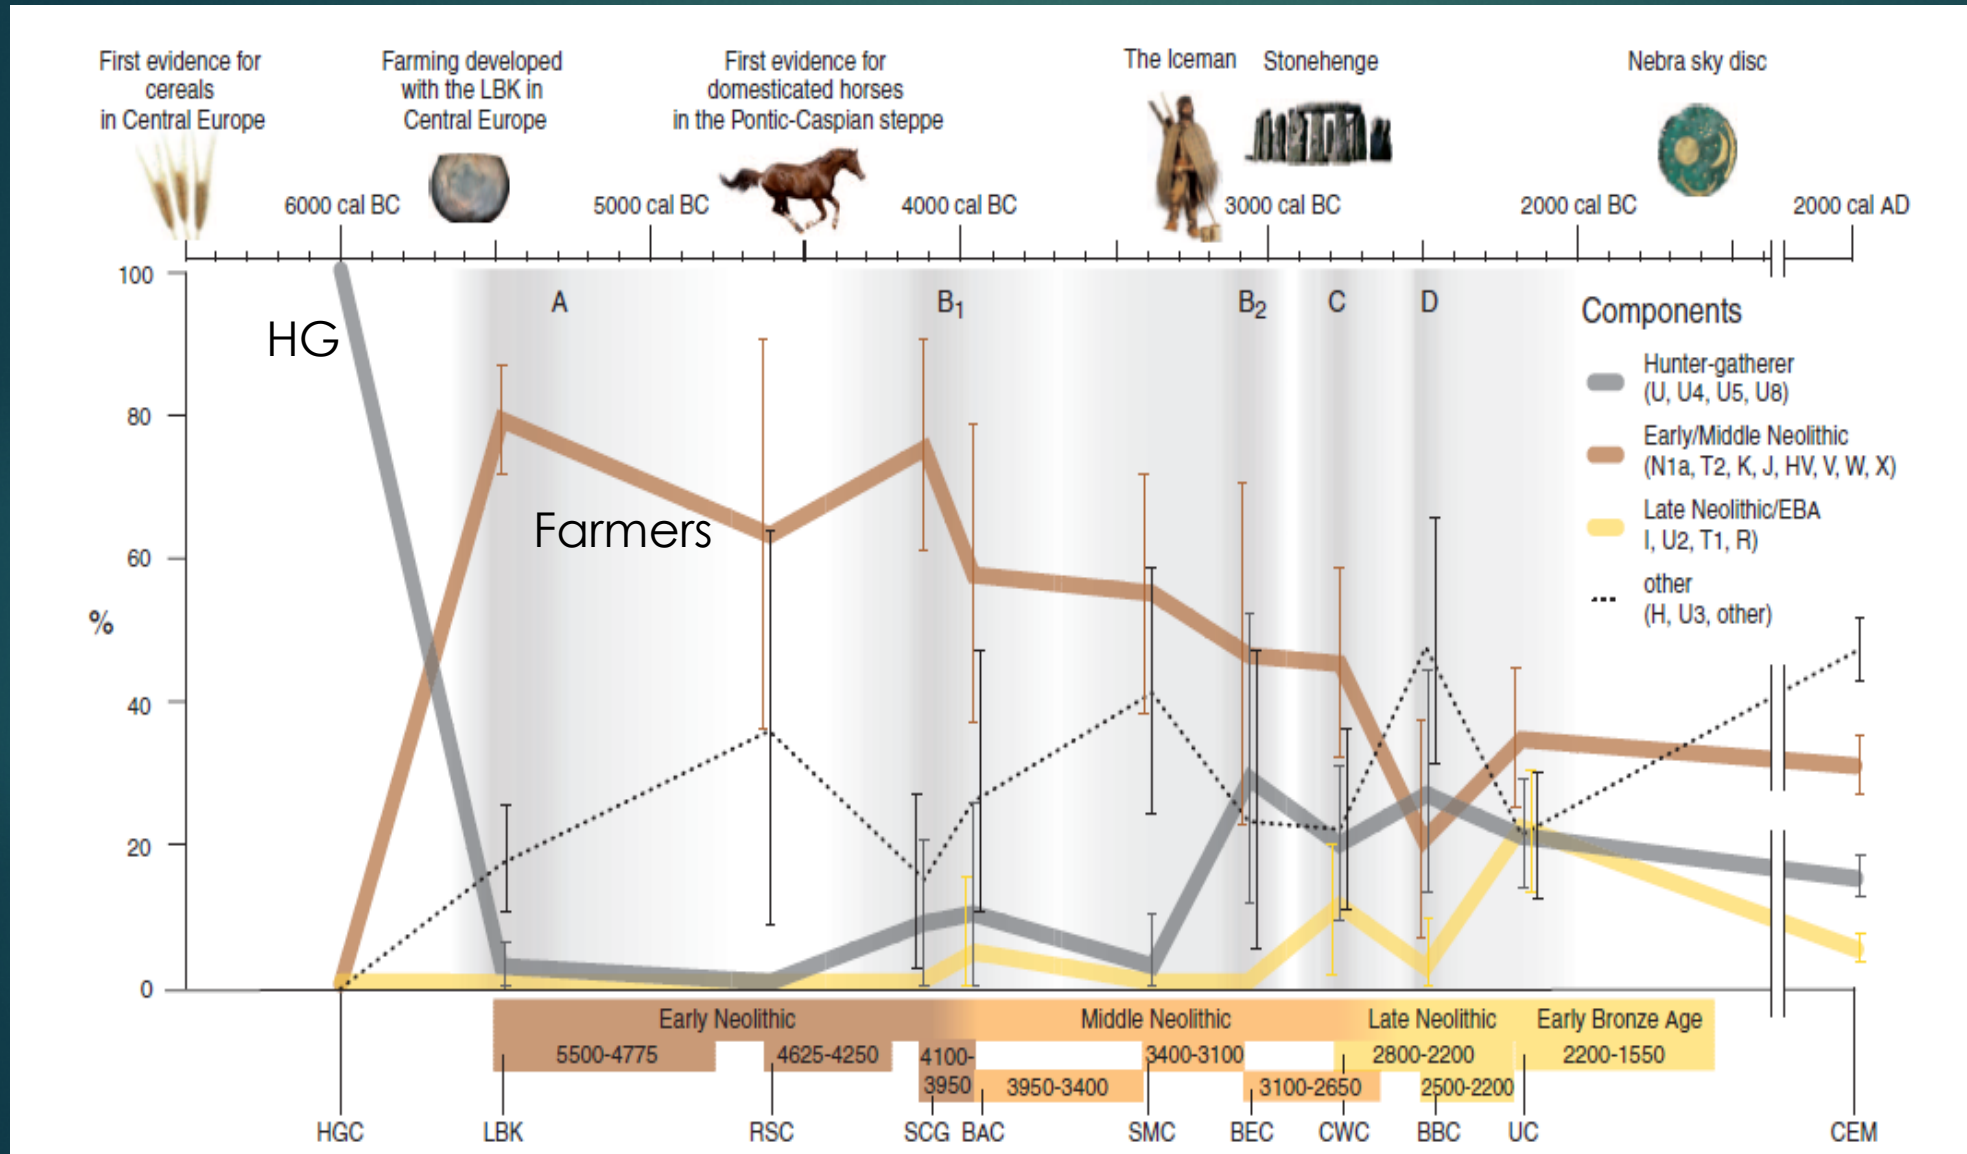 First evidence for
cereals
in Central Europe
Farming developed
with the LBK in
Central Europe
First evidence for
domesticated horses
in the Pontic-Caspian steppe
The Iceman
Stonehenge
Nebra sky disc
6000 cal BC
5000 cal BC
4000 cal BC
3000 cal BC
2000 cal BC
2000 cal AD
100
80
60
%
40
20
0
HG
Farmers
A
B1
B2
C
D
Components
Hunter-gatherer
(U, U4, U5, U8)
Early/Middle Neolithic
(N1a, T2, K, J, HV, V, W, X)
Late Neolithic/EBA
I, U2, T1, R)
other
(H, U3, other)
Early Neolithic
Middle Neolithic
Late Neolithic
Early Bronze Age
5500-4775
4625-4250
4100-
3950
3950-3400
3400-3100
3100-2650
2800-2200
2500-2200
2200-1550
HGC
LBK
RSC
SCG
BAC
SMC
BEC
CWC
BBC
UC
CEM